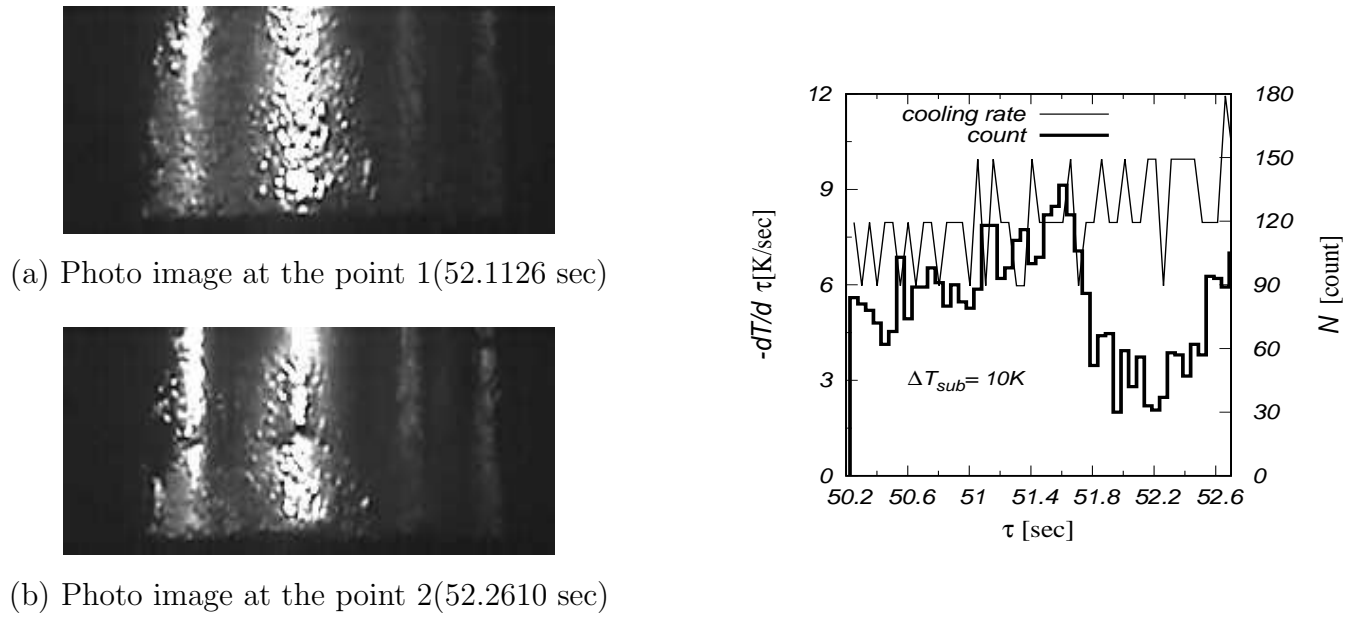 (a) Photo image at the point 1(52.1126 sec)
(b) Photo image at the point 2(52.2610 sec)
12
9
6
3
0
-dT/d τ[K/sec]
cooling rate
count
ΔTsub= 10K
180
150
120
90
60
30
0
N [count]
50.2 50.6 51 51.4 51.8 52.2 52.6
τ [sec]